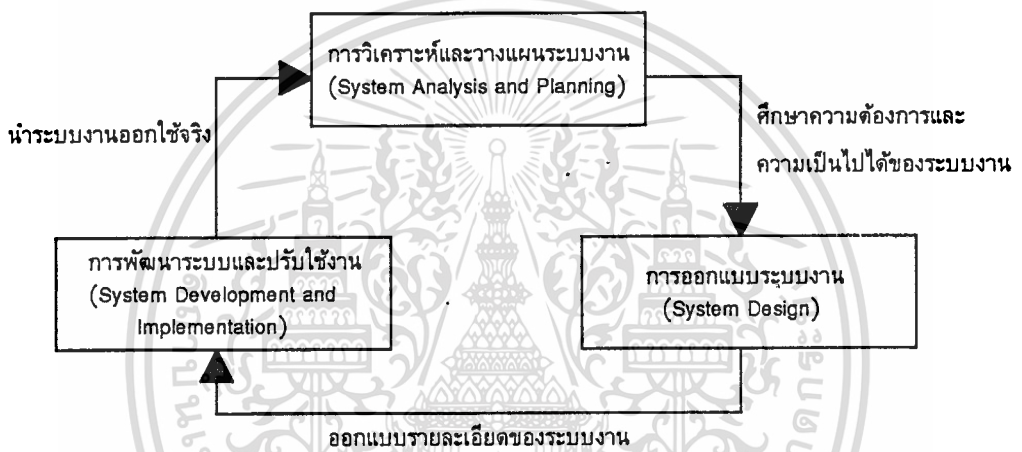 การวิเคราะห์และวางแผนระบบงาน
(System Analysis and Planning)
นำระบบงานออกใช้จริง
ศึกษาความต้องการและ
ความเป็นไปได้ของระบบงาน
การพัฒนาระบบและปรับใช้งาน
(System Development and
Implementation)
การออกแบบระบบงาน
(System Design)
ออกแบบรายละเอียดของระบบงาน